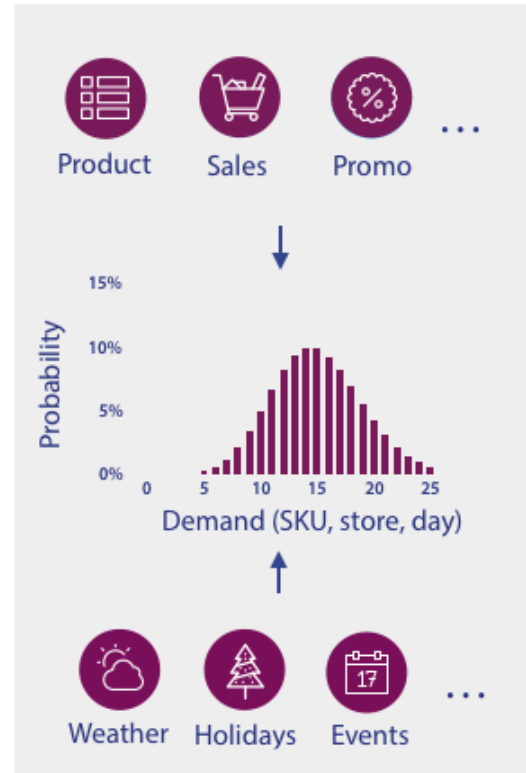 %
Product Sales Promo ...
15%
10%
5%
0%
Probability
0 5 10 15 20 25
Demand (SKU, store, day)
17
Weather Holidays Events ...